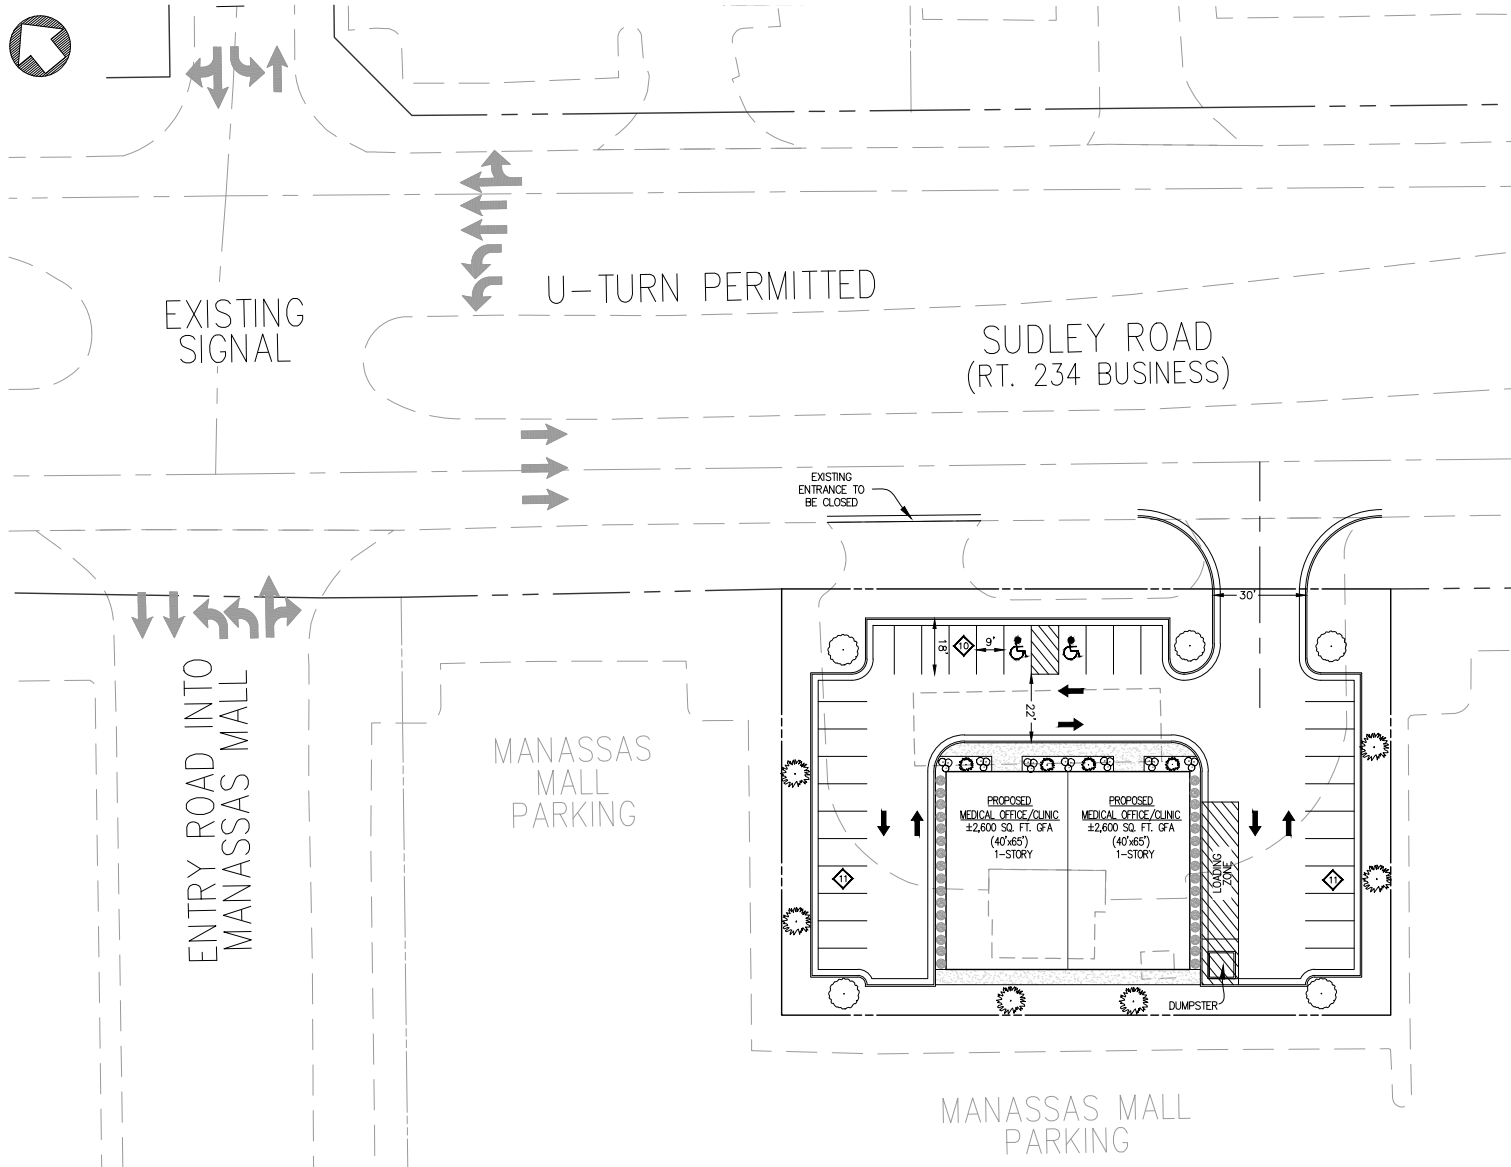 U-TURN PERMITTED
EXISTING
SIGNAL
SUDLEY ROAD
(RT. 234 BUSINESS)
EXISTING
ENTRANCE TO
BE CLOSED
30'
18'
10
9'
22'
ENTRY ROAD INTO
MANASSAS MALL
MANASSAS
MALL
PARKING
PROPOSED
MEDICAL OFFICE/CLINIC
±2,600 SQ. FT. GFA
(40'x65')
1-STORY
PROPOSED
MEDICAL OFFICE/CLINIC
±2,600 SQ. FT. GFA
(40'x65')
1-STORY
LOADING
ZONE
11
11
DUMPSTER
MANASSAS MALL
PARKING